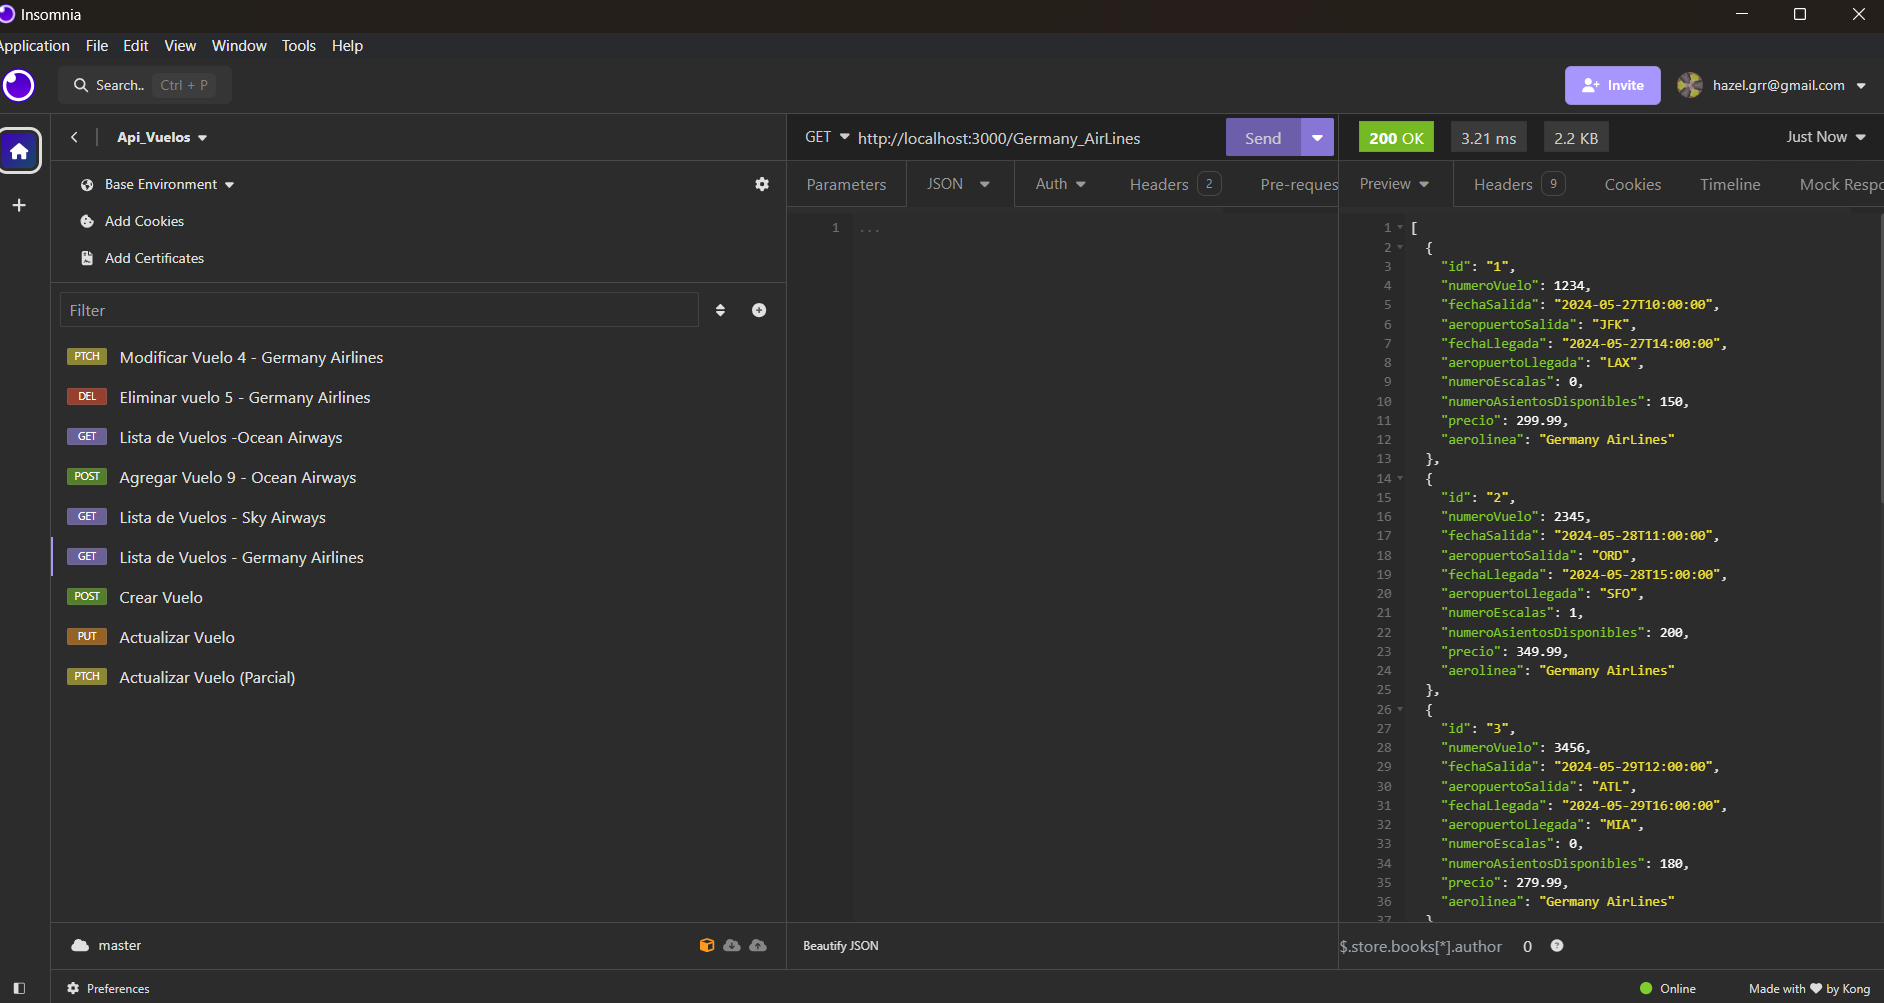 Insomnia
Application File Edit View Window Tools Help
Search.. Ctrl + P
Invite
hazel.grr@gmail.com
Api_Vuelos
Base Environment
Add Cookies
Add Certificates
Filter
PTCH Modificar Vuelo 4 - Germany Airlines
DEL Eliminar vuelo 5 - Germany Airlines
GET Lista de Vuelos -Ocean Airways
POST Agregar Vuelo 9 - Ocean Airways
GET Lista de Vuelos - Sky Airways
GET Lista de Vuelos - Germany Airlines
POST Crear Vuelo
PUT Actualizar Vuelo
PTCH Actualizar Vuelo (Parcial)
master
Preferences
GET http://localhost:3000/Germany_AirLines Send
Parameters JSON Auth Headers 2 Pre-reques
1 ...
Beautify JSON
200 OK 3.21 ms 2.2 KB Just Now
Preview Headers 9 Cookies Timeline Mock Respo
1 [
2 {
3 "id": "1",
4 "numeroVuelo": 1234,
5 "fechaSalida": "2024-05-27T10:00:00",
6 "aeropuertoSalida": "JFK",
7 "fechaLlegada": "2024-05-27T14:00:00",
8 "aeropuertoLlegada": "LAX",
9 "numeroEscalas": 0,
10 "numeroAsientosDisponibles": 150,
11 "precio": 299.99,
12 "aerolinea": "Germany AirLines"
13 },
14 {
15 "id": "2",
16 "numeroVuelo": 2345,
17 "fechaSalida": "2024-05-28T11:00:00",
18 "aeropuertoSalida": "ORD",
19 "fechaLlegada": "2024-05-28T15:00:00",
20 "aeropuertoLlegada": "SFO",
21 "numeroEscalas": 1,
22 "numeroAsientosDisponibles": 200,
23 "precio": 349.99,
24 "aerolinea": "Germany AirLines"
25 },
26 {
27 "id": "3",
28 "numeroVuelo": 3456,
29 "fechaSalida": "2024-05-29T12:00:00",
30 "aeropuertoSalida": "ATL",
31 "fechaLlegada": "2024-05-29T16:00:00",
32 "aeropuertoLlegada": "MIA",
33 "numeroEscalas": 0,
34 "numeroAsientosDisponibles": 180,
35 "precio": 279.99,
36 "aerolinea": "Germany AirLines"
37 }
$.store.books[*].author 0
Online Made with ❤ by Kong